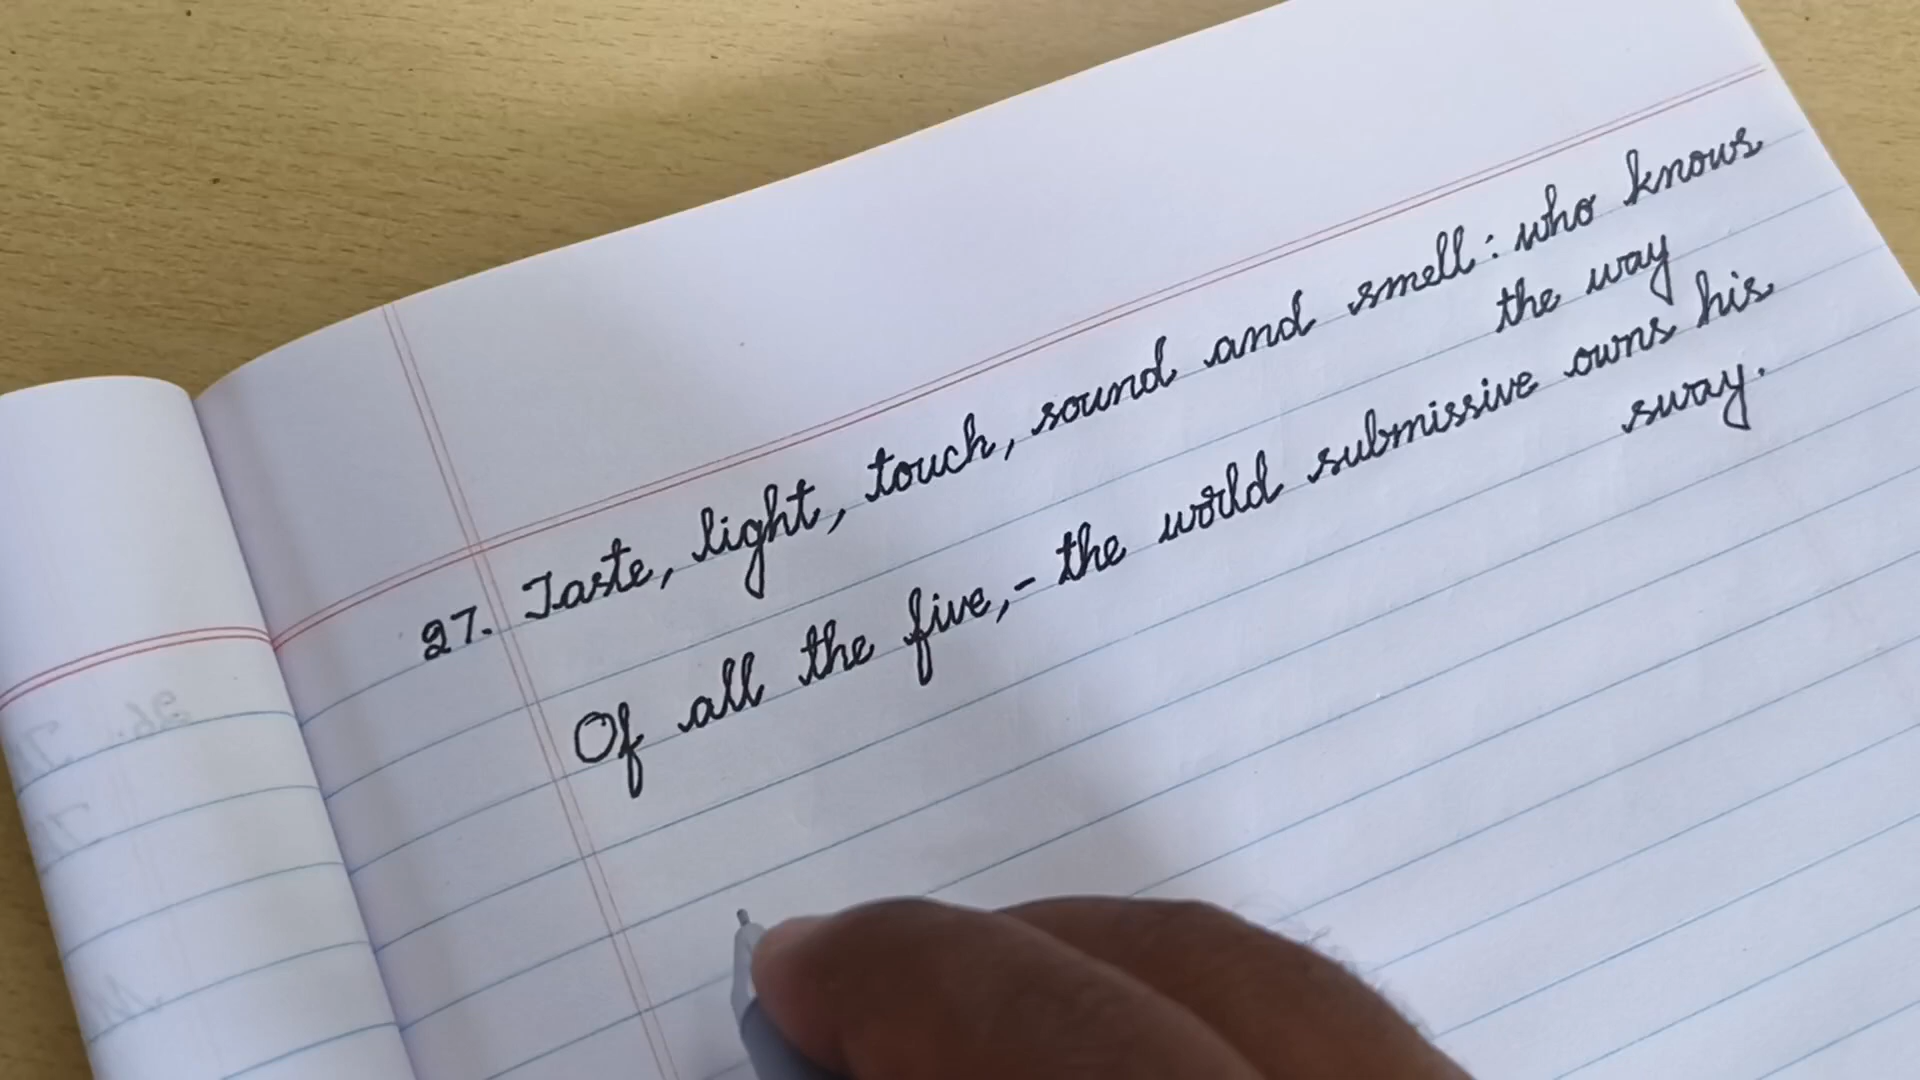 27. Taste, light, touch, sound and smell: who knows
the way
Of all the five,- the world submissive owns his
sway.
26.